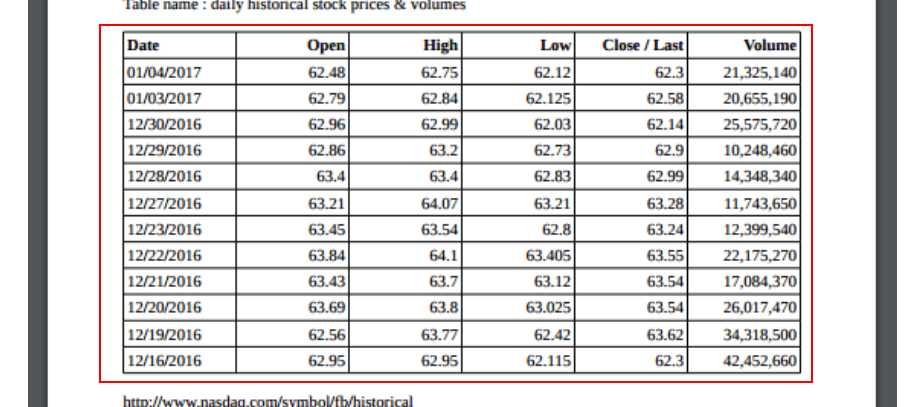 Table name : daily historical stock prices & volumes
Date Open High Low Close / Last Volume
01/04/2017 62.48 62.75 62.12 62.3 21,325,140
01/03/2017 62.79 62.84 62.125 62.58 20,655,190
12/30/2016 62.96 62.99 62.03 62.14 25,575,720
12/29/2016 62.86 63.2 62.73 62.9 10,248,460
12/28/2016 63.4 63.4 62.83 62.99 14,348,340
12/27/2016 63.21 64.07 63.21 63.28 11,743,650
12/23/2016 63.45 63.54 62.8 63.24 12,399,540
12/22/2016 63.84 64.1 63.405 63.55 22,175,270
12/21/2016 63.43 63.7 63.12 63.54 17,084,370
12/20/2016 63.69 63.8 63.025 63.54 26,017,470
12/19/2016 62.56 63.77 62.42 63.62 34,318,500
12/16/2016 62.95 62.95 62.115 62.3 42,452,660
http://www.nasdaq.com/symbol/fb/historical